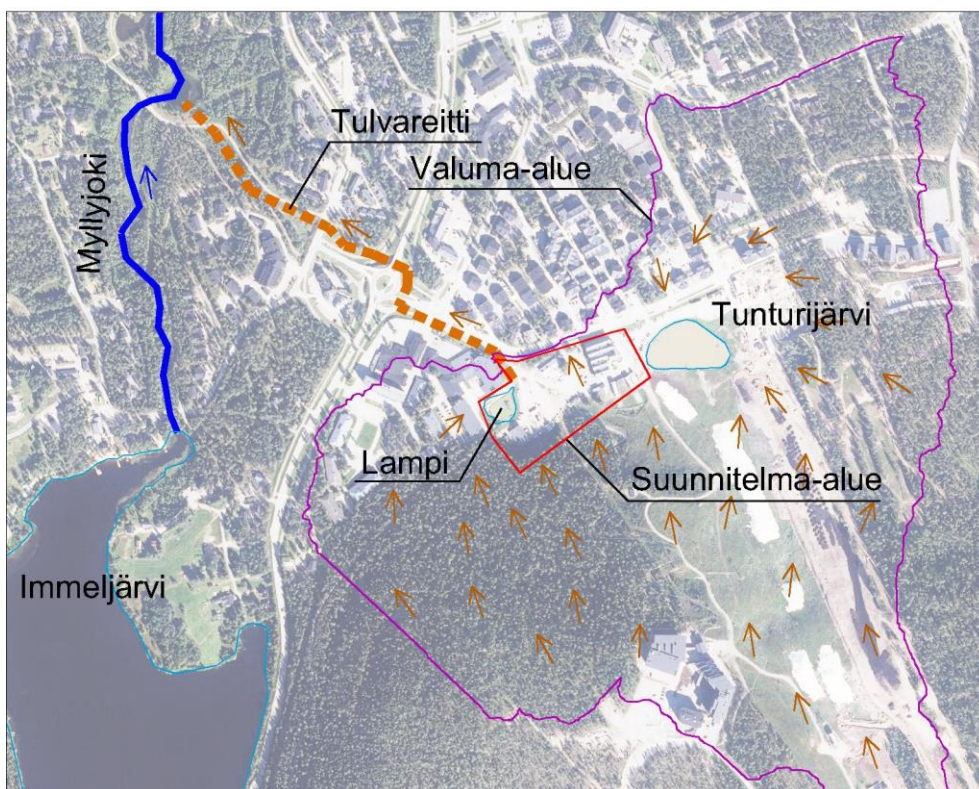 Tulvareitti
Valuma-alue
Myllyjoki
Tunturijärvi
Lampi
Suunnitelma-alue
Immeljärvi